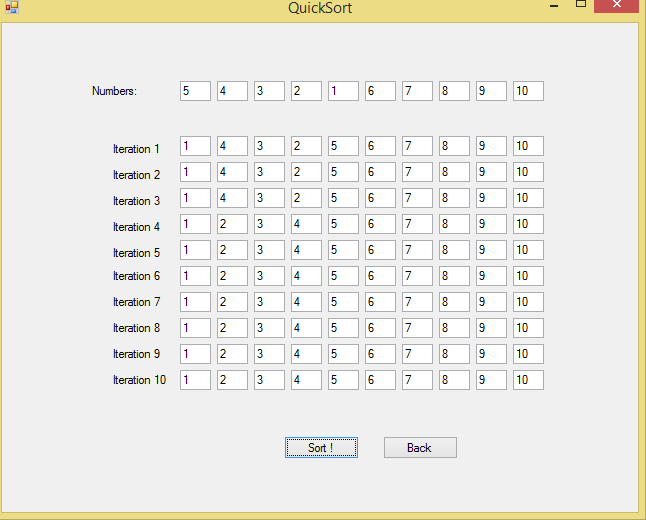 QuickSort
Numbers: 5 4 3 2 1 6 7 8 9 10
Iteration 1 1 4 3 2 5 6 7 8 9 10
Iteration 2 1 4 3 2 5 6 7 8 9 10
Iteration 3 1 4 3 2 5 6 7 8 9 10
Iteration 4 1 2 3 4 5 6 7 8 9 10
Iteration 5 1 2 3 4 5 6 7 8 9 10
Iteration 6 1 2 3 4 5 6 7 8 9 10
Iteration 7 1 2 3 4 5 6 7 8 9 10
Iteration 8 1 2 3 4 5 6 7 8 9 10
Iteration 9 1 2 3 4 5 6 7 8 9 10
Iteration 10 1 2 3 4 5 6 7 8 9 10
Sort ! Back